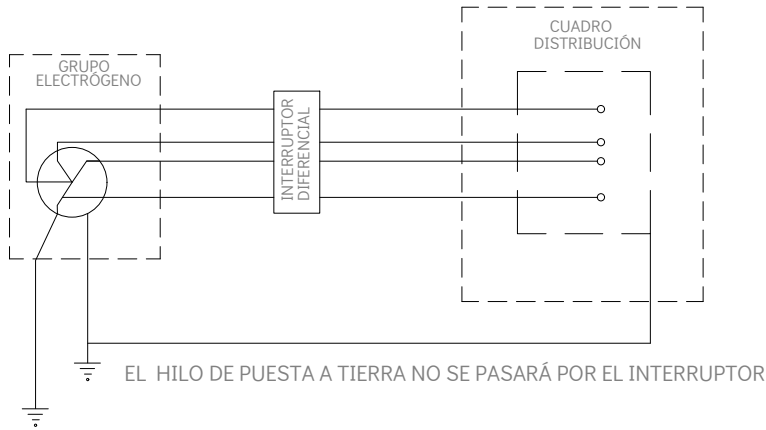 CUADRO
DISTRIBUCIÓN
GRUPO
ELECTRÓGENO
INTERRUPTOR
DIFERENCIAL
EL HILO DE PUESTA A TIERRA NO SE PASARÁ POR EL INTERRUPTOR